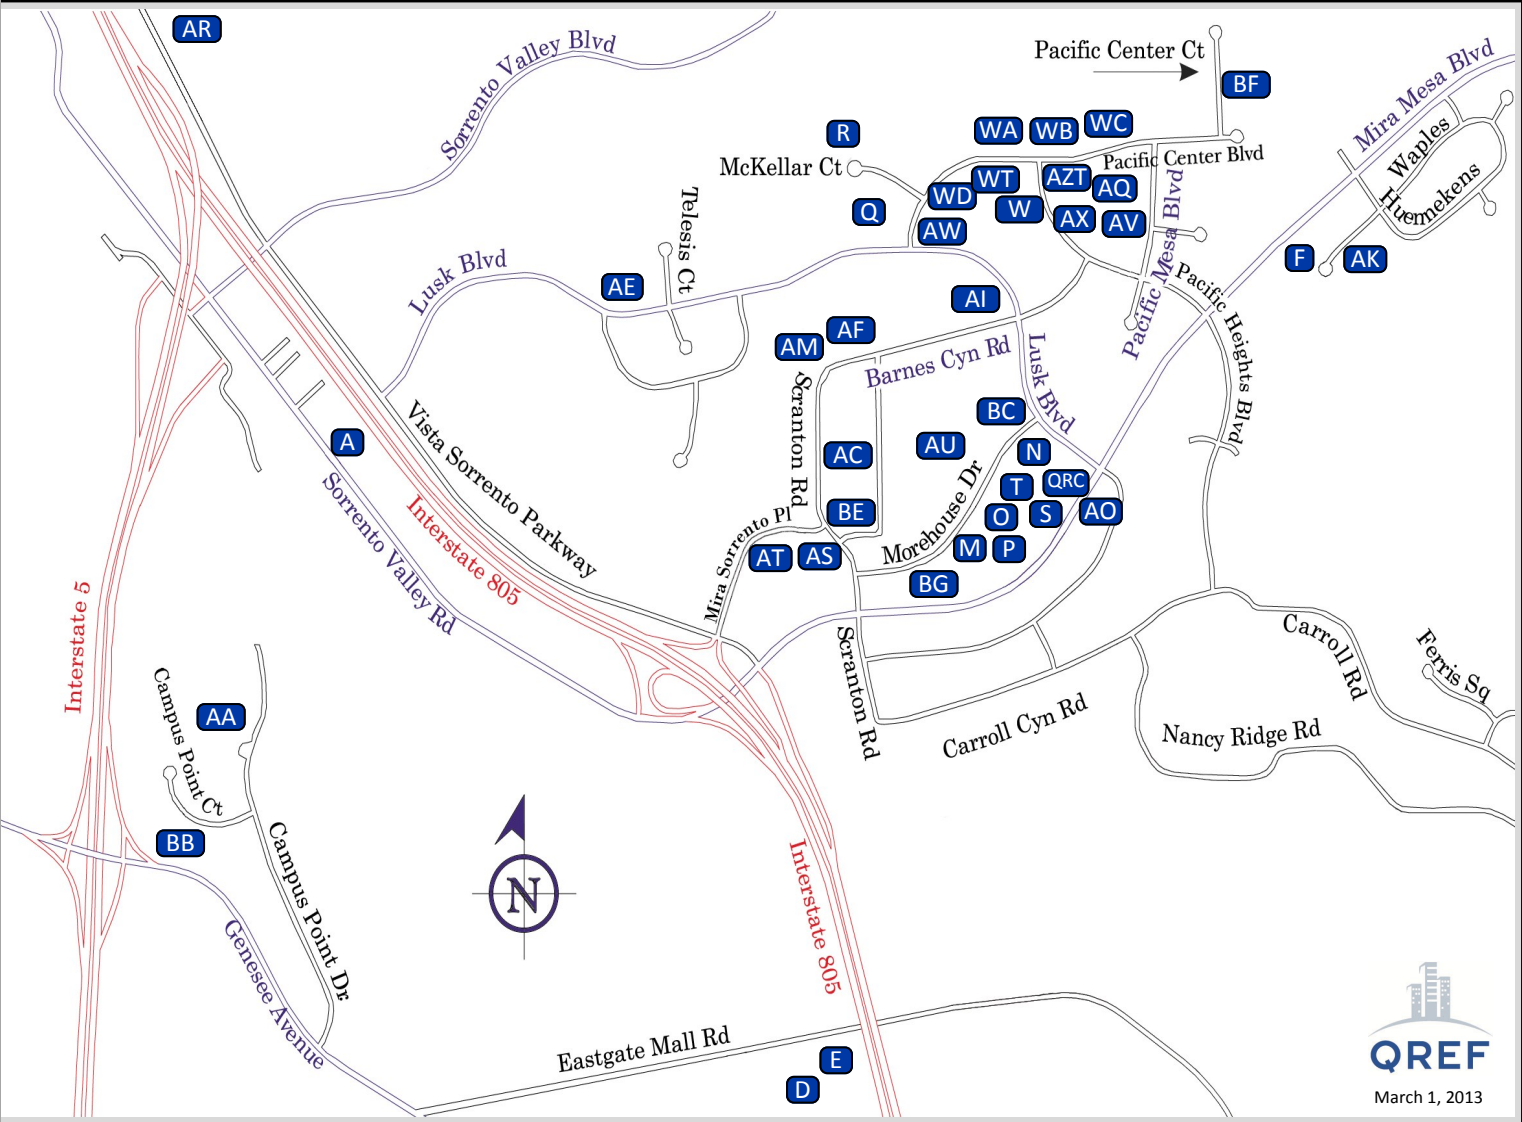 AR
Sorrento Valley Blvd
Pacific Center Ct
BF
Mira Mesa Blvd
R
WA
WB
WC
McKellar Ct
Pacific Center Blvd
Waples
Huennekens
WT
AZT
AQ
WD
W
AX
AV
Q
AW
Telesis Ct
Pacific Mesa Blvd
F
AK
Lusk Blvd
AE
AI
Pacific Heights Blvd
AM
AF
Barnes Cyn Rd
Lusk Blvd
Scranton Rd
A
Vista Sorrento Parkway
BC
AU
N
AC
T
QRC
Morehouse Dr
BE
O
S
AO
Sorrento Valley Rd
Interstate 805
Mira Sorrento Pl
AT
AS
M
P
BG
Interstate 5
Scranton Rd
Carroll Rd
Ferris Sq
Campus Point Ct
AA
Carroll Cyn Rd
Nancy Ridge Rd
BB
Campus Point Dr
N
Interstate 805
Genesee Avenue
Eastgate Mall Rd
E
D
QREF
March 1, 2013